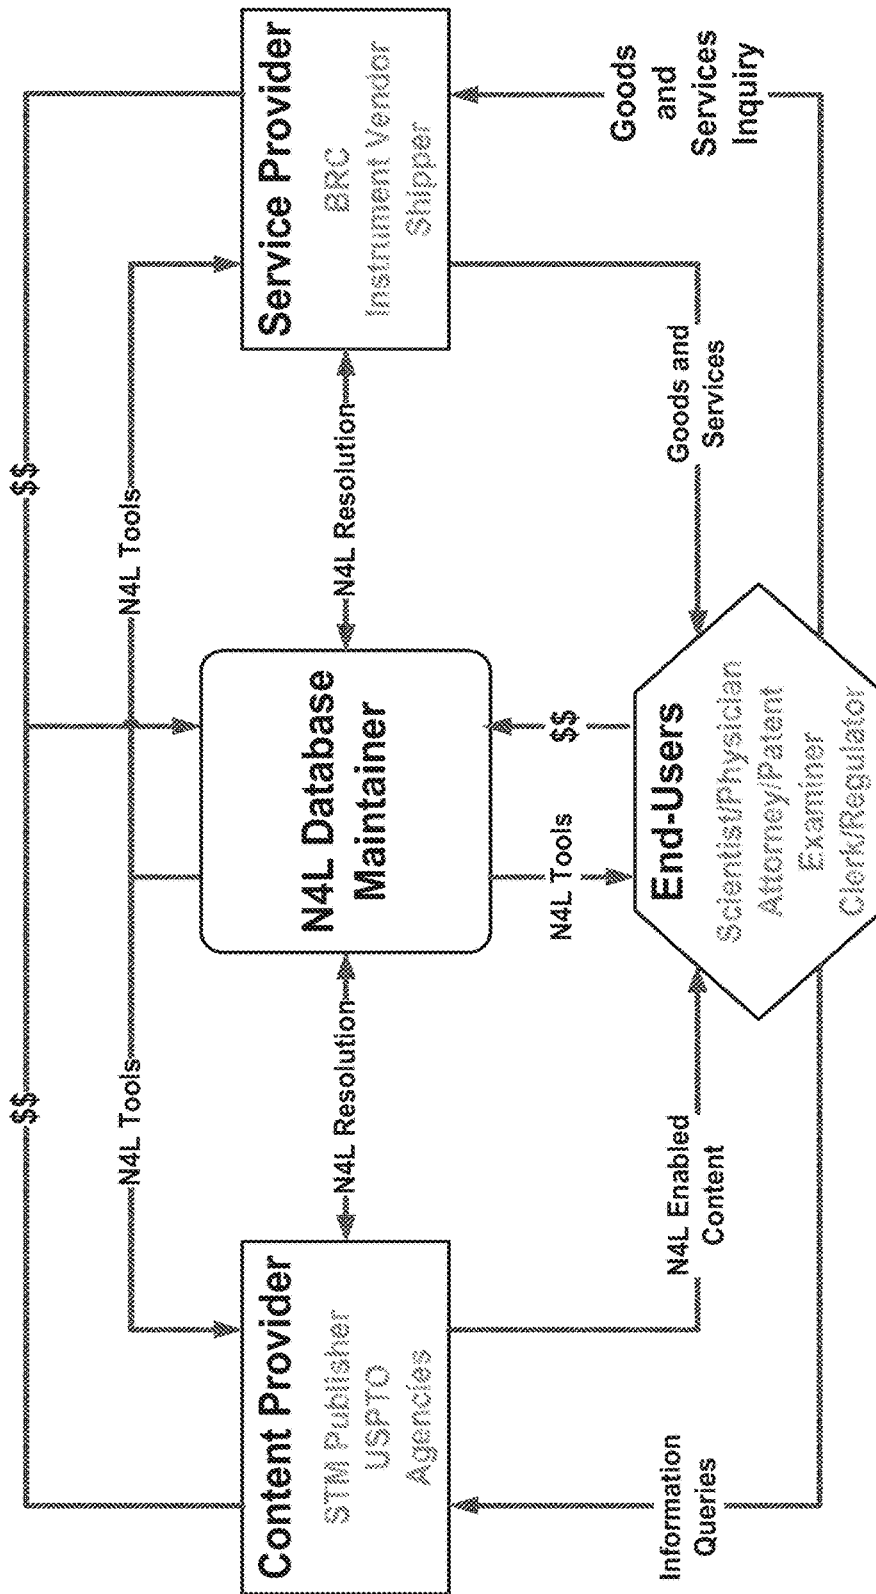 $$
$$
N4L Tools
N4L Tools
Content Provider
STM Publisher
USPTO
Agencies
N4L Resolution
N4L Database
Maintainer
N4L Resolution
Service Provider
BRC
Instrument Vendor
Shipper
N4L Tools
$$
Information
Queries
N4L Enabled
Content
End-Users
Scientist/Physician
Attorney/Patent
Examiner
Clerk/Regulator
Goods and
Services
Goods
and
Services
Inquiry